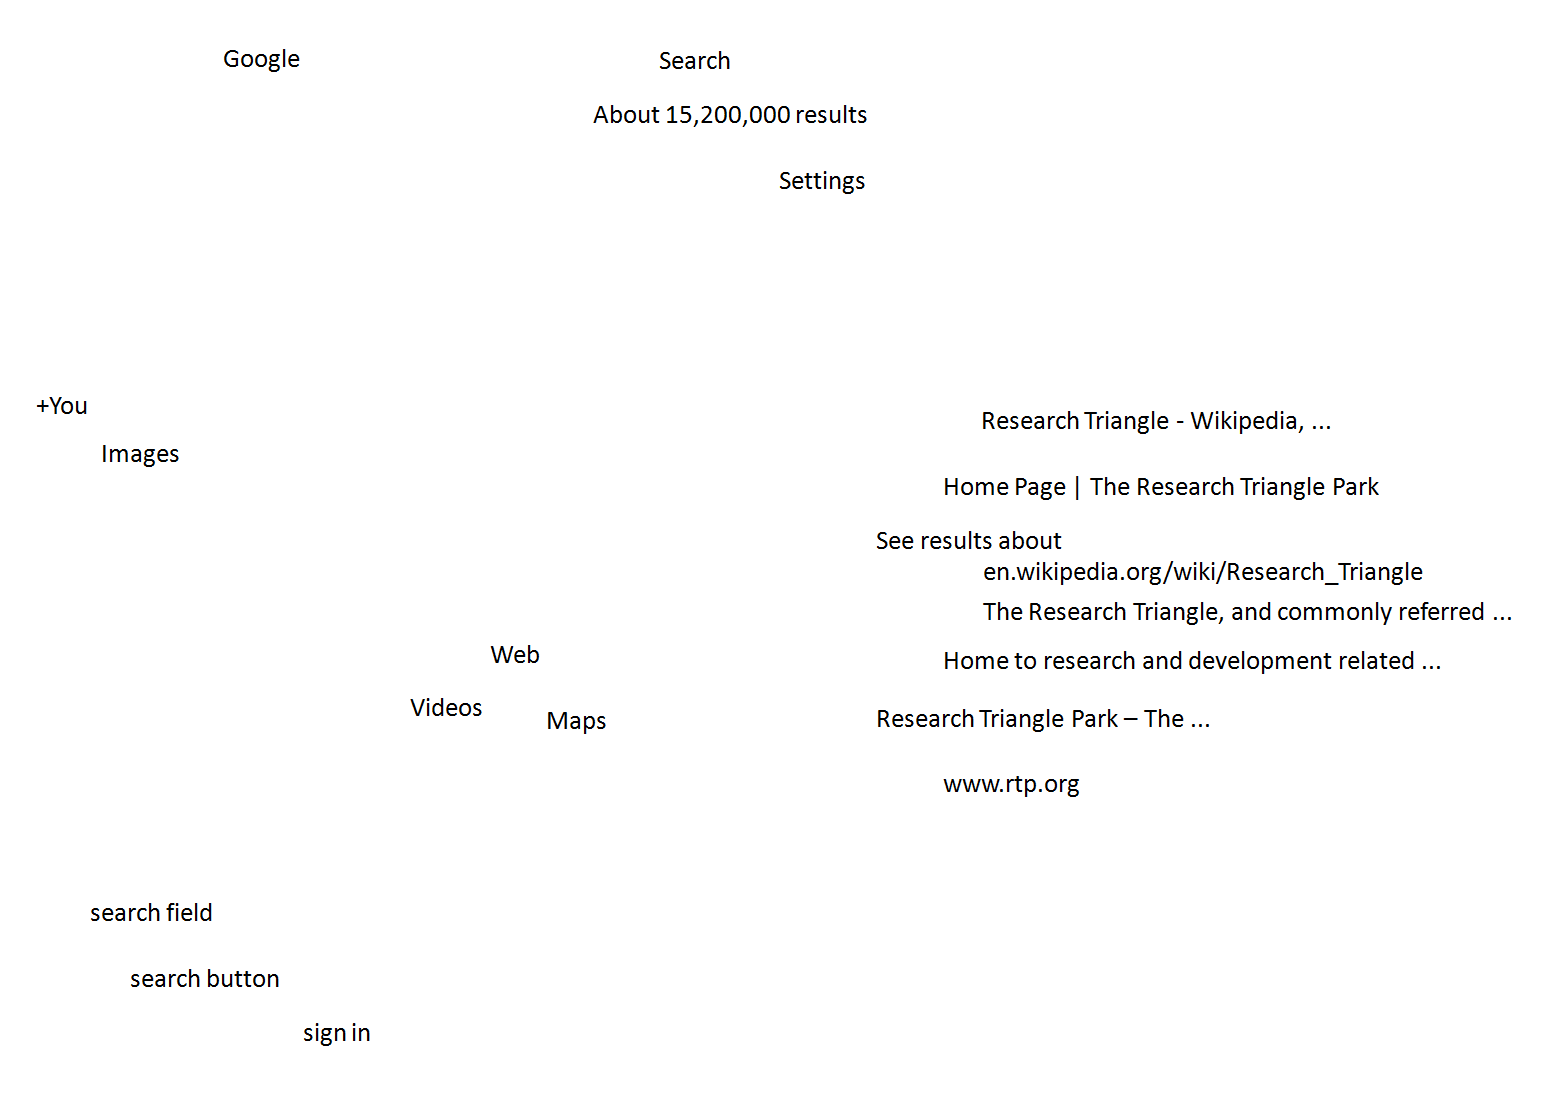 Google
Search
About 15,200,000 results
Settings
+You
Images
Research Triangle - Wikipedia, ...
Home Page | The Research Triangle Park
See results about
en.wikipedia.org/wiki/Research_Triangle
The Research Triangle, and commonly referred ...
Web
Home to research and development related ...
Videos
Maps
Research Triangle Park – The ...
www.rtp.org
search field
search button
sign in